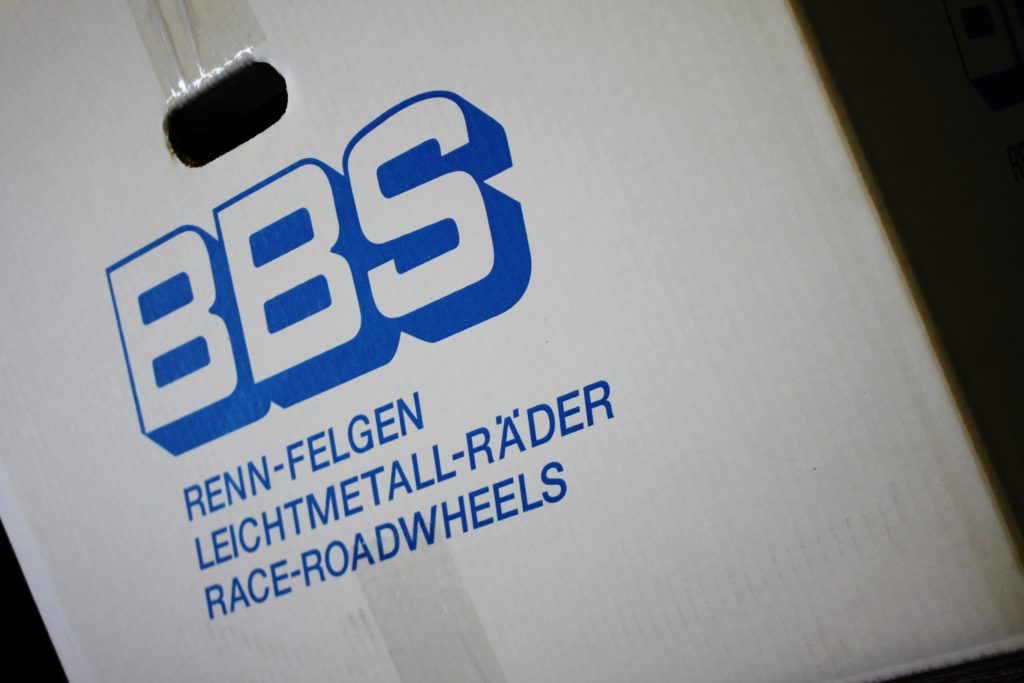 BBS
RENN-FELGEN
LEICHTMETALL-RÄDER
RACE-ROADWHEELS